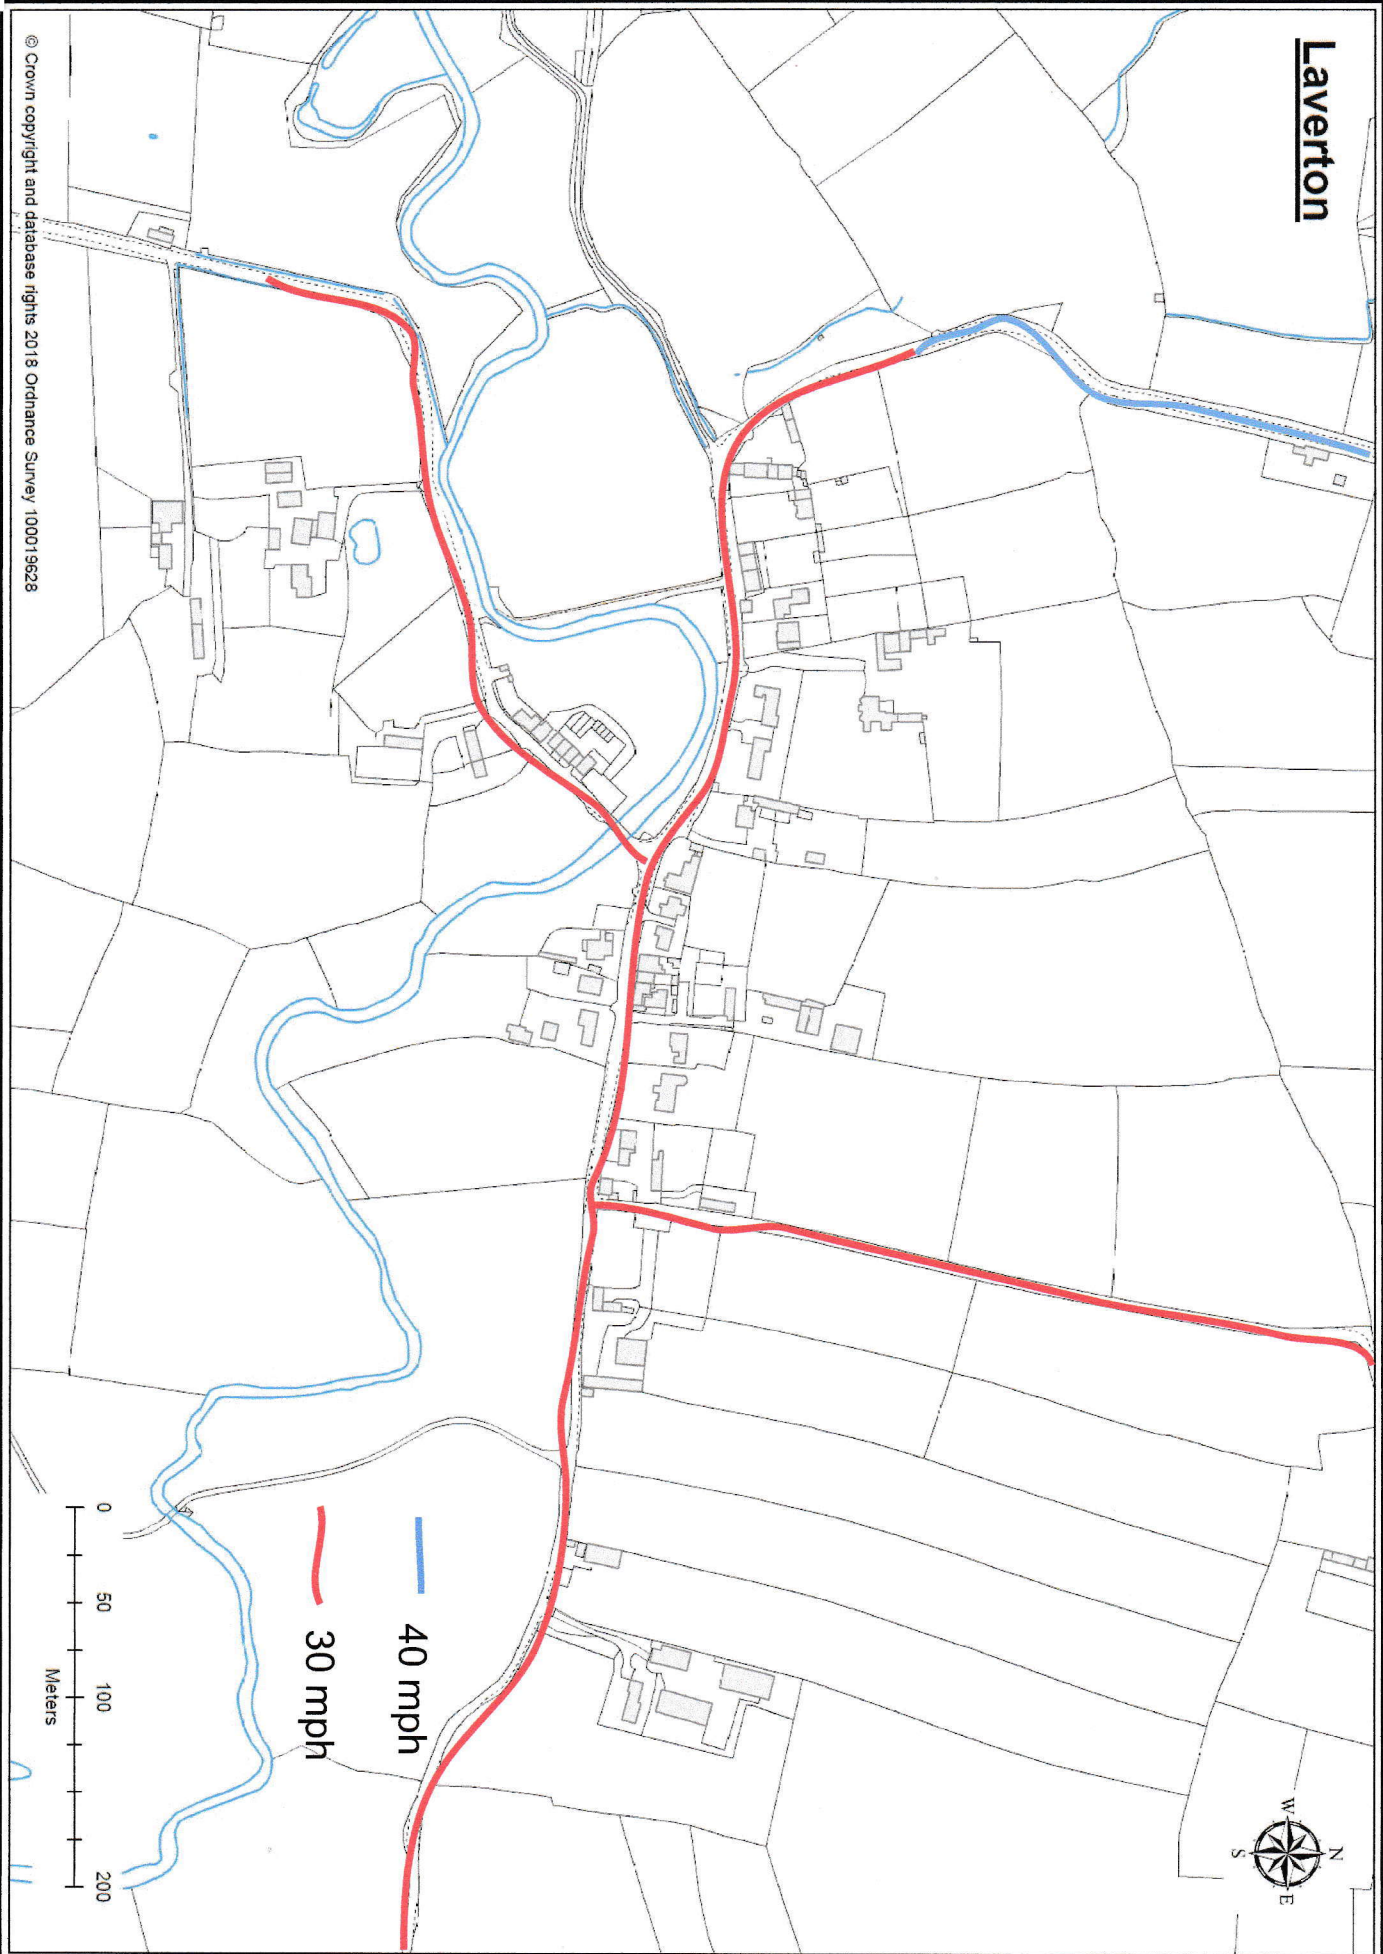 Laverton
N
W
E
S
40 mph
30 mph
0 50 100 200
Meters
© Crown copyright and database rights 2018 Ordnance Survey 100019628